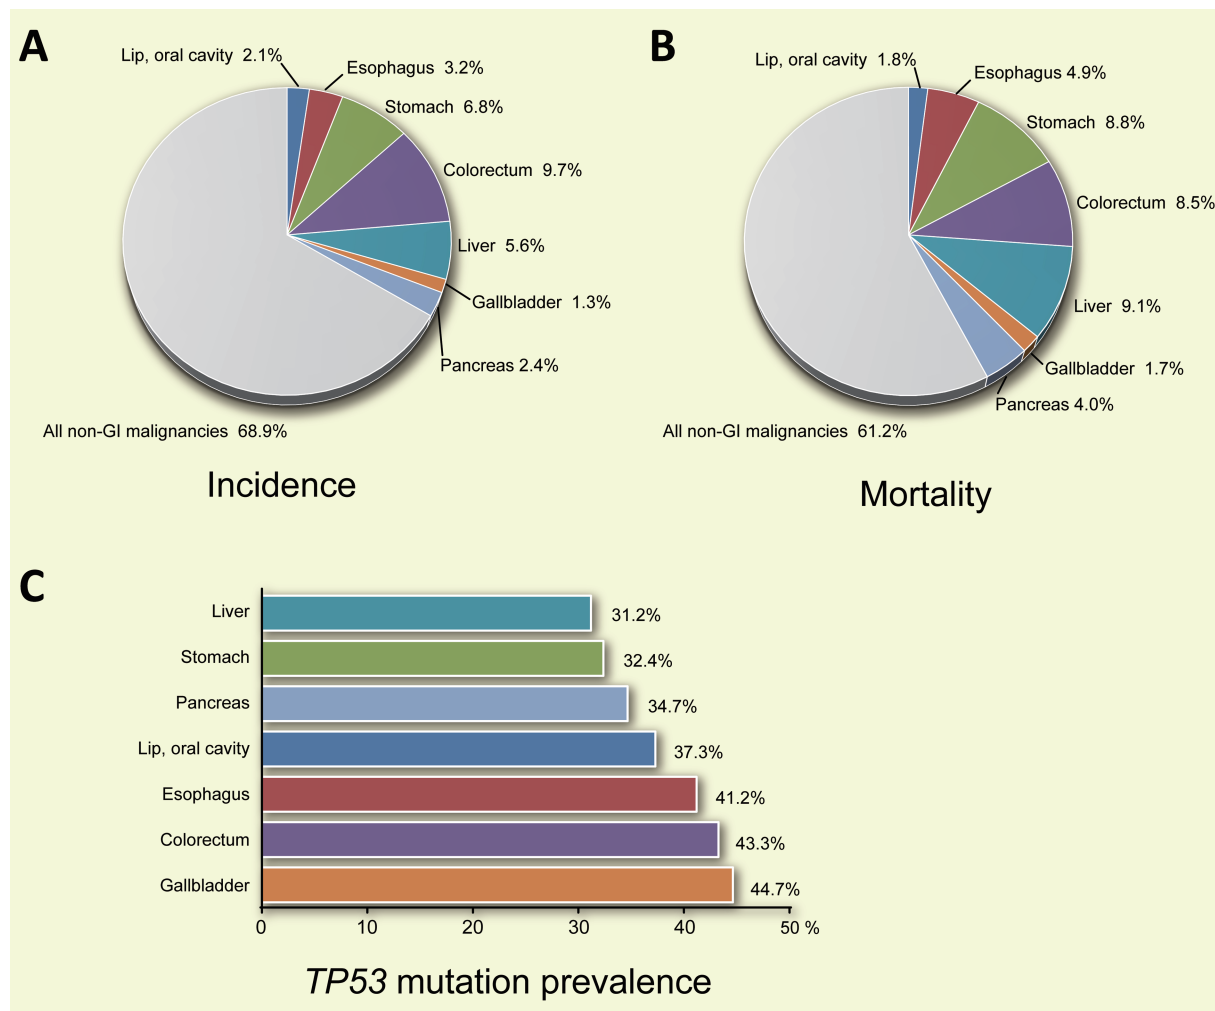 A
Lip, oral cavity 2.1%
Esophagus 3.2%
Stomach 6.8%
Colorectum 9.7%
Liver 5.6%
Gallbladder 1.3%
Pancreas 2.4%
All non-GI malignancies 68.9%
Incidence
B
Lip, oral cavity 1.8%
Esophagus 4.9%
Stomach 8.8%
Colorectum 8.5%
Liver 9.1%
Gallbladder 1.7%
Pancreas 4.0%
All non-GI malignancies 61.2%
Mortality
C
Liver 31.2%
Stomach 32.4%
Pancreas 34.7%
Lip, oral cavity 37.3%
Esophagus 41.2%
Colorectum 43.3%
Gallbladder 44.7%
0 10 20 30 40 50 %
TP53 mutation prevalence